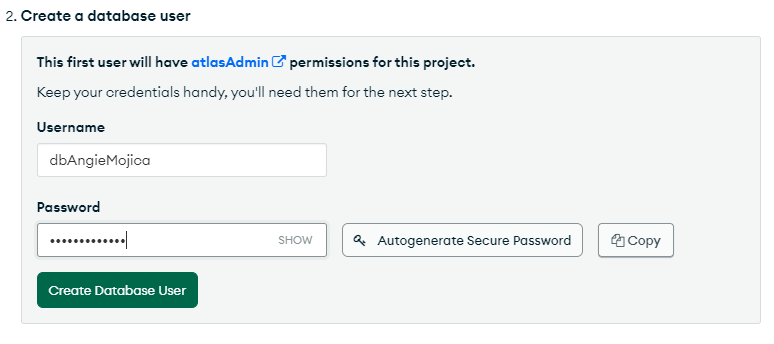 2. Create a database user
This first user will have atlasAdmin permissions for this project.
Keep your credentials handy, you'll need them for the next step.
Username
dbAngieMojica
Password
••••••••••••• SHOW Autogenerate Secure Password Copy
Create Database User